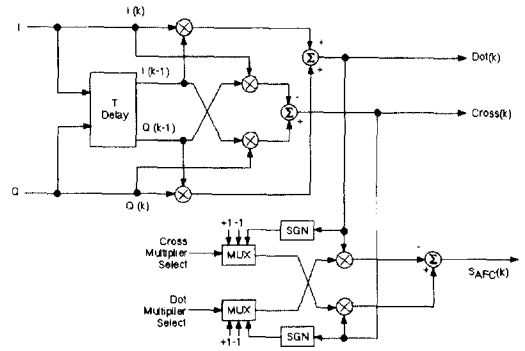 I
I (k)
I (k-1)
T
Delay
Q (k-1)
Q
Q (k)
Σ
+
+
Dot(k)
-
Σ
+
Cross(k)
Cross
Multiplier
Select
+1 -1
MUX
SGN
Dot
Multiplier
Select
MUX
+1 -1
SGN
-
Σ
+
SAFC(k)